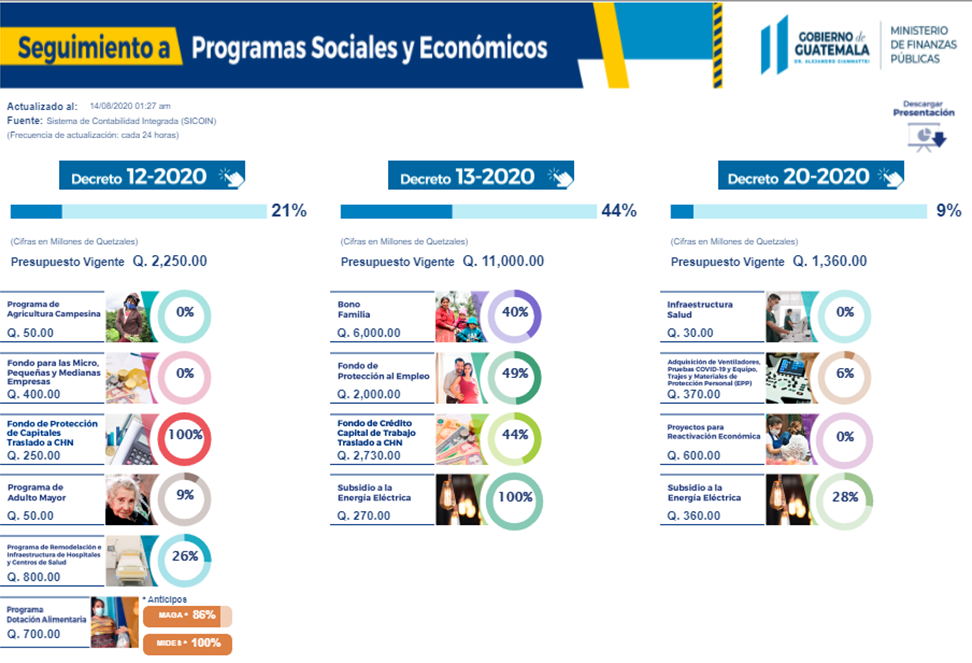 Seguimiento a Programas Sociales y Económicos
GOBIERNO de
GUATEMALA
DR. ALEJANDRO GIAMMATTEI
MINISTERIO
DE FINANZAS
PÚBLICAS
Actualizado al: 14/08/2020 01:27 am
Fuente: Sistema de Contabilidad Integrada (SICOIN)
(Frecuencia de actualización: cada 24 horas)
Descargar
Presentación
Decreto 12-2020
21%
(Cifras en Millones de Quetzales)
Presupuesto Vigente Q. 2,250.00
Programa de
Agricultura Campesina
Q. 50.00
0%
Fondo para las Micro,
Pequeñas y Medianas
Empresas
Q. 400.00
0%
Fondo de Protección
de Capitales
Traslado a CHN
Q. 250.00
100%
Programa de
Adulto Mayor
Q. 50.00
9%
Programa de Remodelación e
Infraestructura de Hospitales
y Centros de Salud
Q. 800.00
26%
Programa
Dotación Alimentaria
Q. 700.00
* Anticipos
MAGA * 86%
MIDES * 100%
Decreto 13-2020
44%
(Cifras en Millones de Quetzales)
Presupuesto Vigente Q. 11,000.00
Bono
Familia
Q. 6,000.00
40%
Fondo de
Protección al Empleo
Q. 2,000.00
49%
Fondo de Crédito
Capital de Trabajo
Traslado a CHN
Q. 2,730.00
44%
Subsidio a la
Energía Eléctrica
Q. 270.00
100%
Decreto 20-2020
9%
(Cifras en Millones de Quetzales)
Presupuesto Vigente Q. 1,360.00
Infraestructura
Salud
Q. 30.00
0%
Adquisición de Ventiladores,
Pruebas COVID-19 y Equipo,
Trajes y Materiales de
Protección Personal (EPP)
Q. 370.00
6%
Proyectos para
Reactivación Económica
Q. 600.00
0%
Subsidio a la
Energía Eléctrica
Q. 360.00
28%